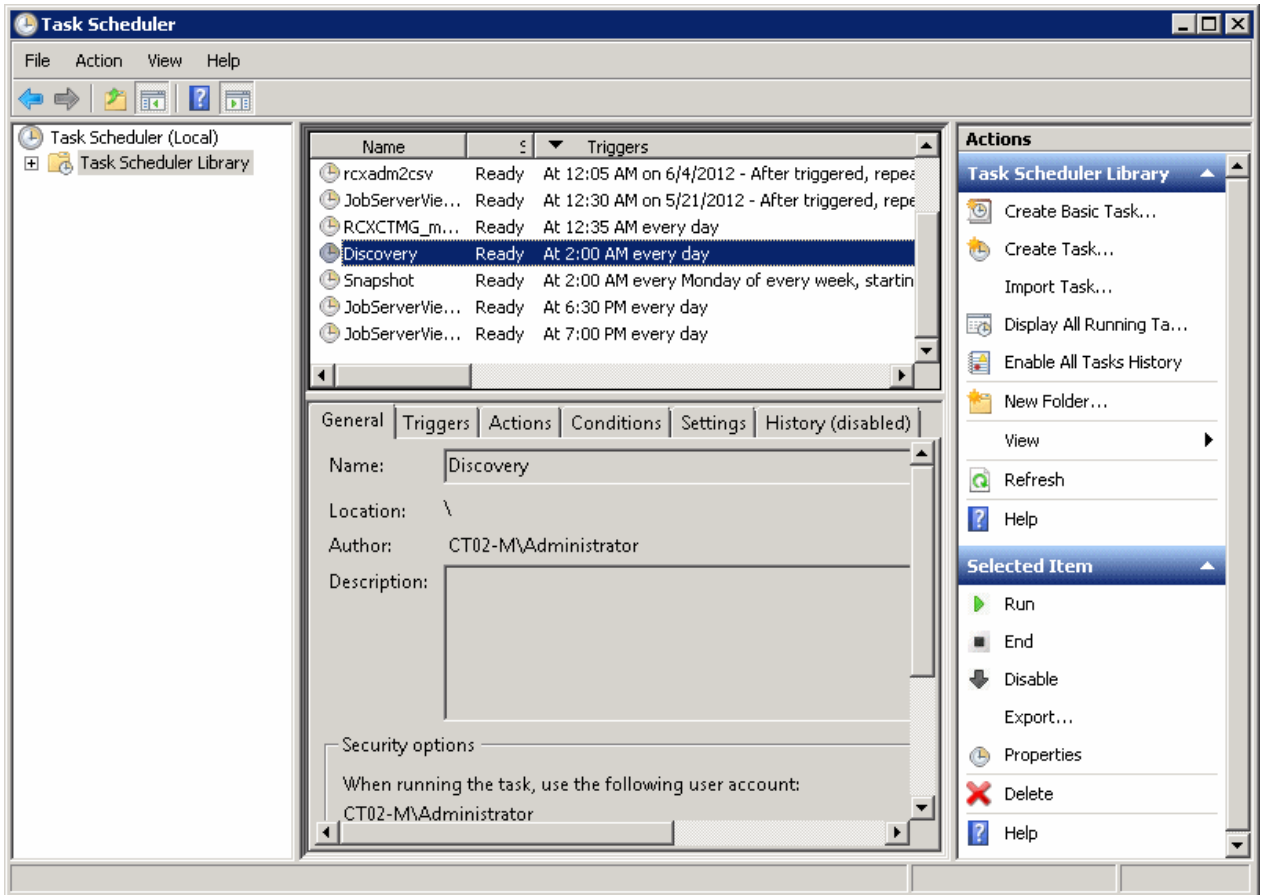 Task Scheduler
File Action View Help
Task Scheduler (Local)
Task Scheduler Library
Name S Triggers
rcxadm2csv Ready At 12:05 AM on 6/4/2012 - After triggered, repea
JobServerVie... Ready At 12:30 AM on 5/21/2012 - After triggered, repe
RCXCTMG_m... Ready At 12:35 AM every day
Discovery Ready At 2:00 AM every day
Snapshot Ready At 2:00 AM every Monday of every week, startin
JobServerVie... Ready At 6:30 PM every day
JobServerVie... Ready At 7:00 PM every day
General Triggers Actions Conditions Settings History (disabled)
Name: Discovery
Location: \
Author: CT02-M\Administrator
Description:
Security options
When running the task, use the following user account:
CT02-M\Administrator
Actions
Task Scheduler Library
Create Basic Task...
Create Task...
Import Task...
Display All Running Ta...
Enable All Tasks History
New Folder...
View
Refresh
Help
Selected Item
Run
End
Disable
Export...
Properties
Delete
Help